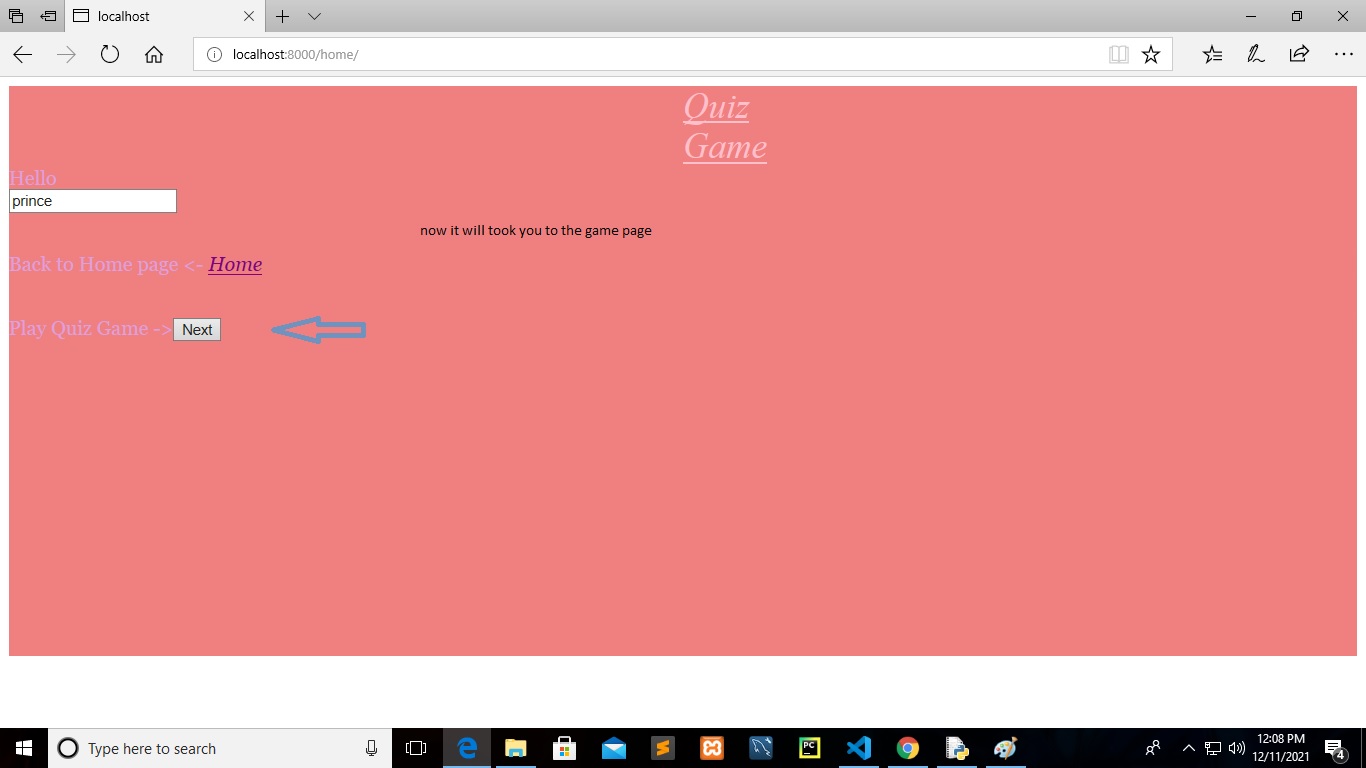 localhost
localhost:8000/home/
Quiz
Game
Hello
prince
now it will took you to the game page
Back to Home page <- Home
Play Quiz Game -> Next
Type here to search
PC
12:08 PM
12/11/2021
4